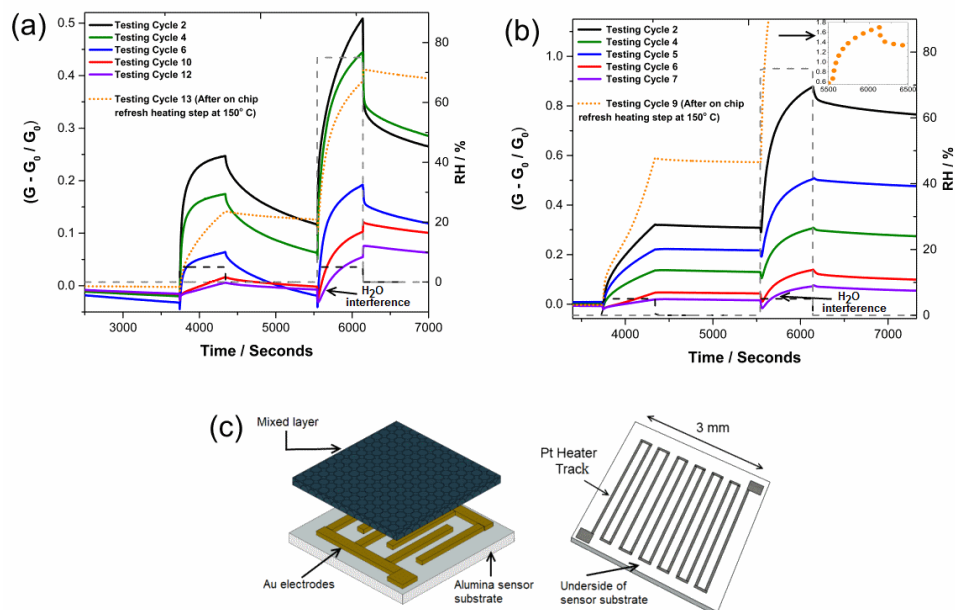 (a)
Testing Cycle 2
Testing Cycle 4
Testing Cycle 6
Testing Cycle 10
Testing Cycle 12
Testing Cycle 13 (After on chip
refresh heating step at 150° C)
H2O
interference
(G - G0 / G0)
0.5
0.4
0.3
0.2
0.1
0.0
RH / %
80
60
40
20
0
3000
4000
5000
6000
7000
Time / Seconds
(b)
Testing Cycle 2
Testing Cycle 4
Testing Cycle 5
Testing Cycle 6
Testing Cycle 7
Testing Cycle 9 (After on chip
refresh heating step at 150° C)
1.8
1.6
1.4
1.2
1.0
0.8
0.6
5500
6000
6500
H2O
interference
(G - G0 / G0)
1.0
0.8
0.6
0.4
0.2
0.0
RH / %
80
60
40
20
0
4000
5000
6000
7000
Time / Seconds
(c)
Mixed layer
Au electrodes
Alumina sensor
substrate
3 mm
Pt Heater
Track
Underside of
sensor substrate